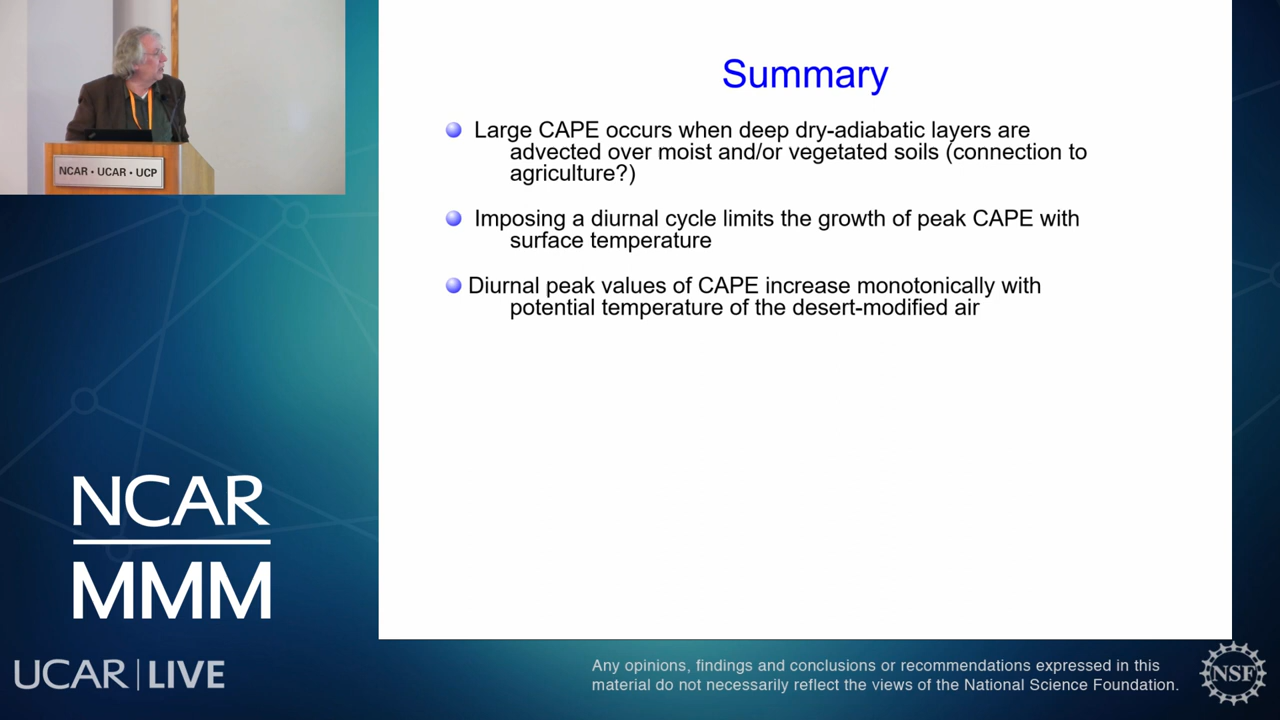 NCAR • UCAR • UCP
Summary
Large CAPE occurs when deep dry-adiabatic layers are
advected over moist and/or vegetated soils (connection to
agriculture?)
Imposing a diurnal cycle limits the growth of peak CAPE with
surface temperature
Diurnal peak values of CAPE increase monotonically with
potential temperature of the desert-modified air
NCAR
MMM
UCAR | LIVE
Any opinions, findings and conclusions or recommendations expressed in this
material do not necessarily reflect the views of the National Science Foundation.
NSF